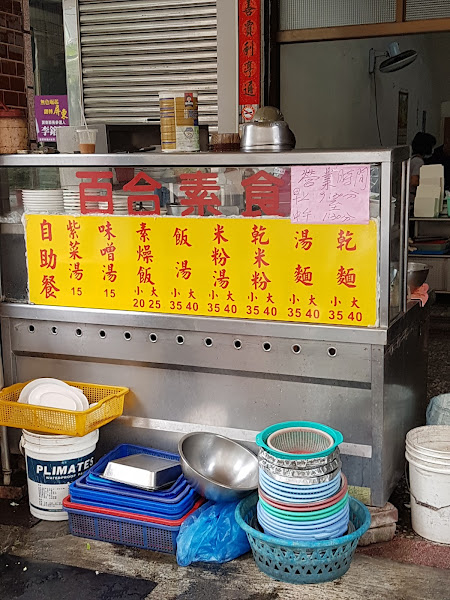 百合素食
營業時間
自助餐
紫菜湯
15
味噌湯
15
素燥飯
小 大
20 25
飯湯
小 大
35 40
米粉湯
小 大
35 40
乾米粉
小 大
35 40
湯麵
小 大
35 40
乾麵
小 大
35 40
PLIMATES